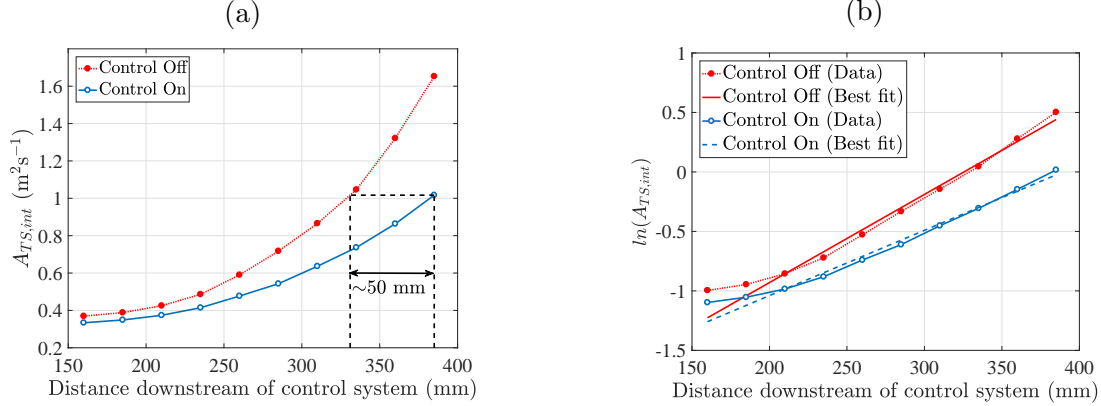 (a)
Control Off
Control On
1.6
1.4
1.2
1
0.8
0.6
0.4
0.2
A_{TS,int} (m²s⁻¹)
~50 mm
150 200 250 300 350 400
Distance downstream of control system (mm)
(b)
1
0.5
0
-0.5
-1
-1.5
ln(A_{TS,int})
Control Off (Data)
Control Off (Best fit)
Control On (Data)
Control On (Best fit)
150 200 250 300 350 400
Distance downstream of control system (mm)